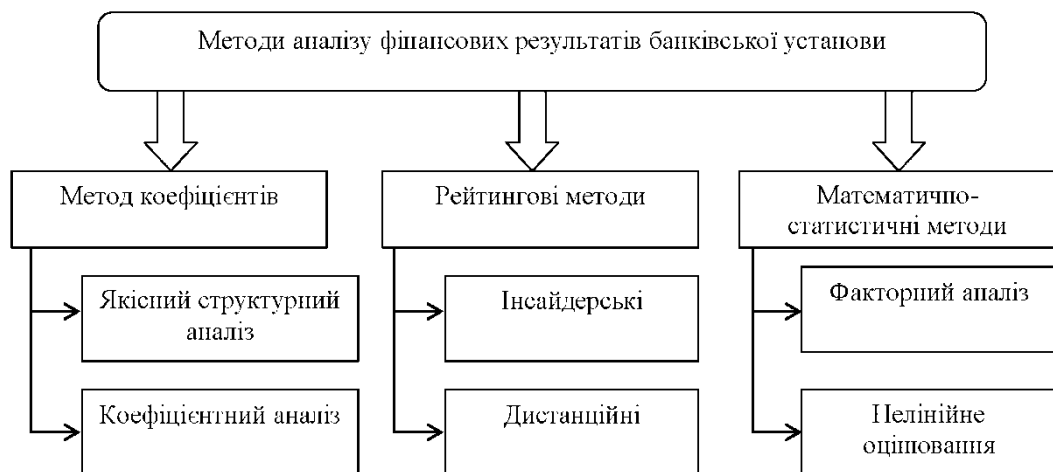 Методи аналізу фінансових результатів банківської установи
Метод коефіцієнтів
Рейтингові методи
Математично-
статистичні методи
Якісний структурний
аналіз
Інсайдерські
Факторний аналіз
Коефіцієнтний аналіз
Дистанційні
Нелінійне
оцінювання